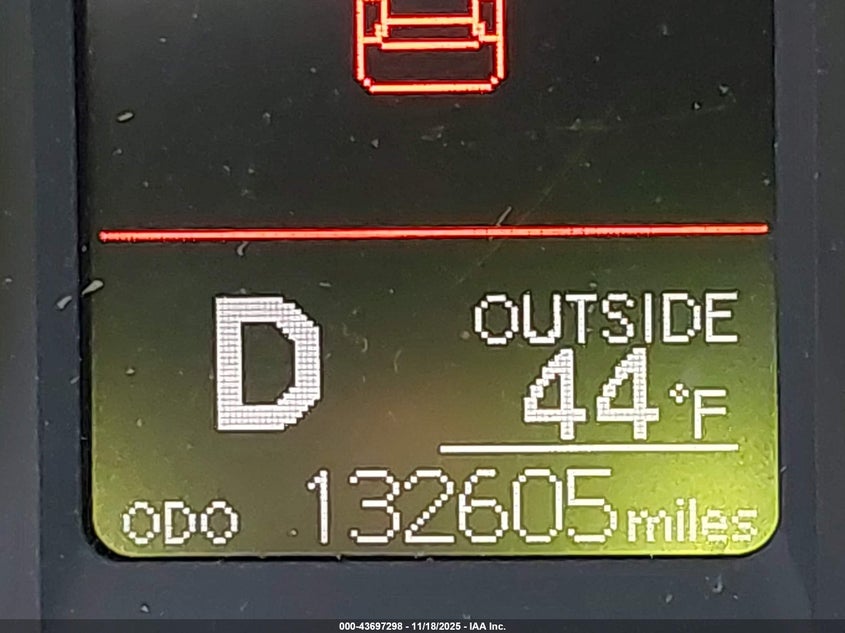 D
OUTSIDE
44°F
ODO 132605 miles
000-43697298 - 11/18/2025 - IAA Inc.